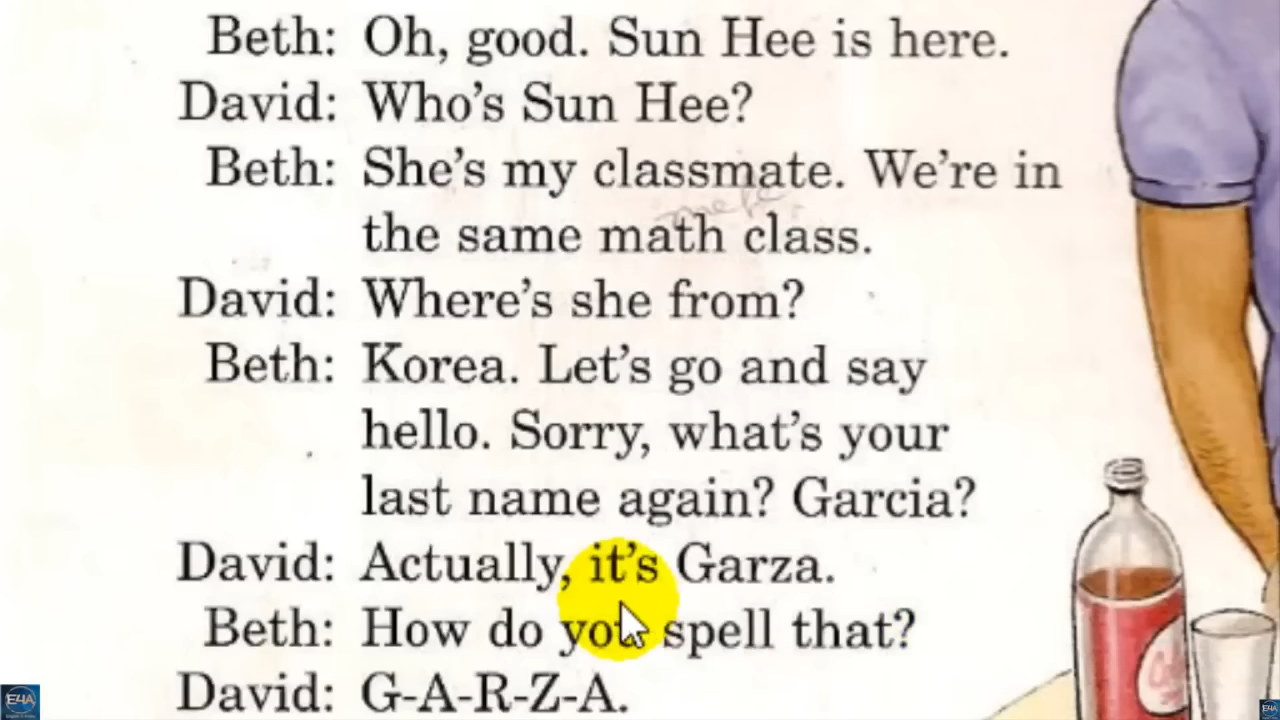 Beth: Oh, good. Sun Hee is here.
David: Who's Sun Hee?
Beth: She's my classmate. We're in
the same math class.
David: Where's she from?
Beth: Korea. Let's go and say
hello. Sorry, what's your
last name again? Garcia?
David: Actually, it's Garza.
Beth: How do you spell that?
David: G-A-R-Z-A.
E4A
E4A